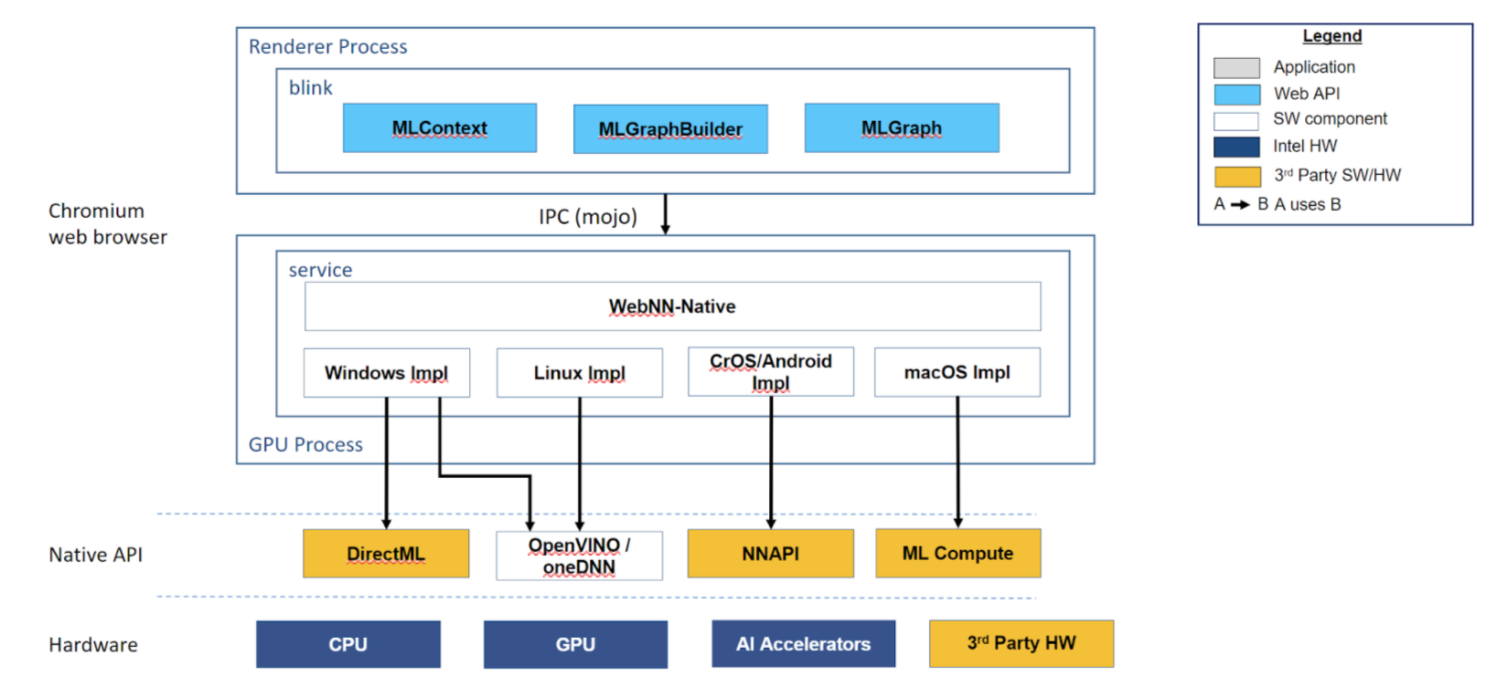 Renderer Process
blink
MLContext
MLGraphBuilder
MLGraph
Chromium
web browser
IPC (mojo)
service
WebNN-Native
Windows Impl
Linux Impl
CrOS/Android
Impl
macOS Impl
GPU Process
Native API
DirectML
OpenVINO /
oneDNN
NNAPI
ML Compute
Hardware
CPU
GPU
AI Accelerators
3rd Party HW
Legend
Application
Web API
SW component
Intel HW
3rd Party SW/HW
A → B A uses B